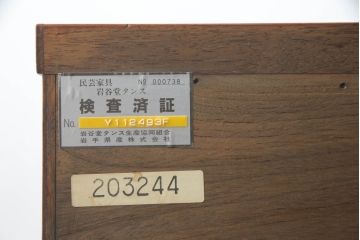 民芸家具 NO 000738
岩谷堂タンス
検査済証
No. Y112493F
岩谷堂タンス生産協同組合
岩手県産株式会社
203244